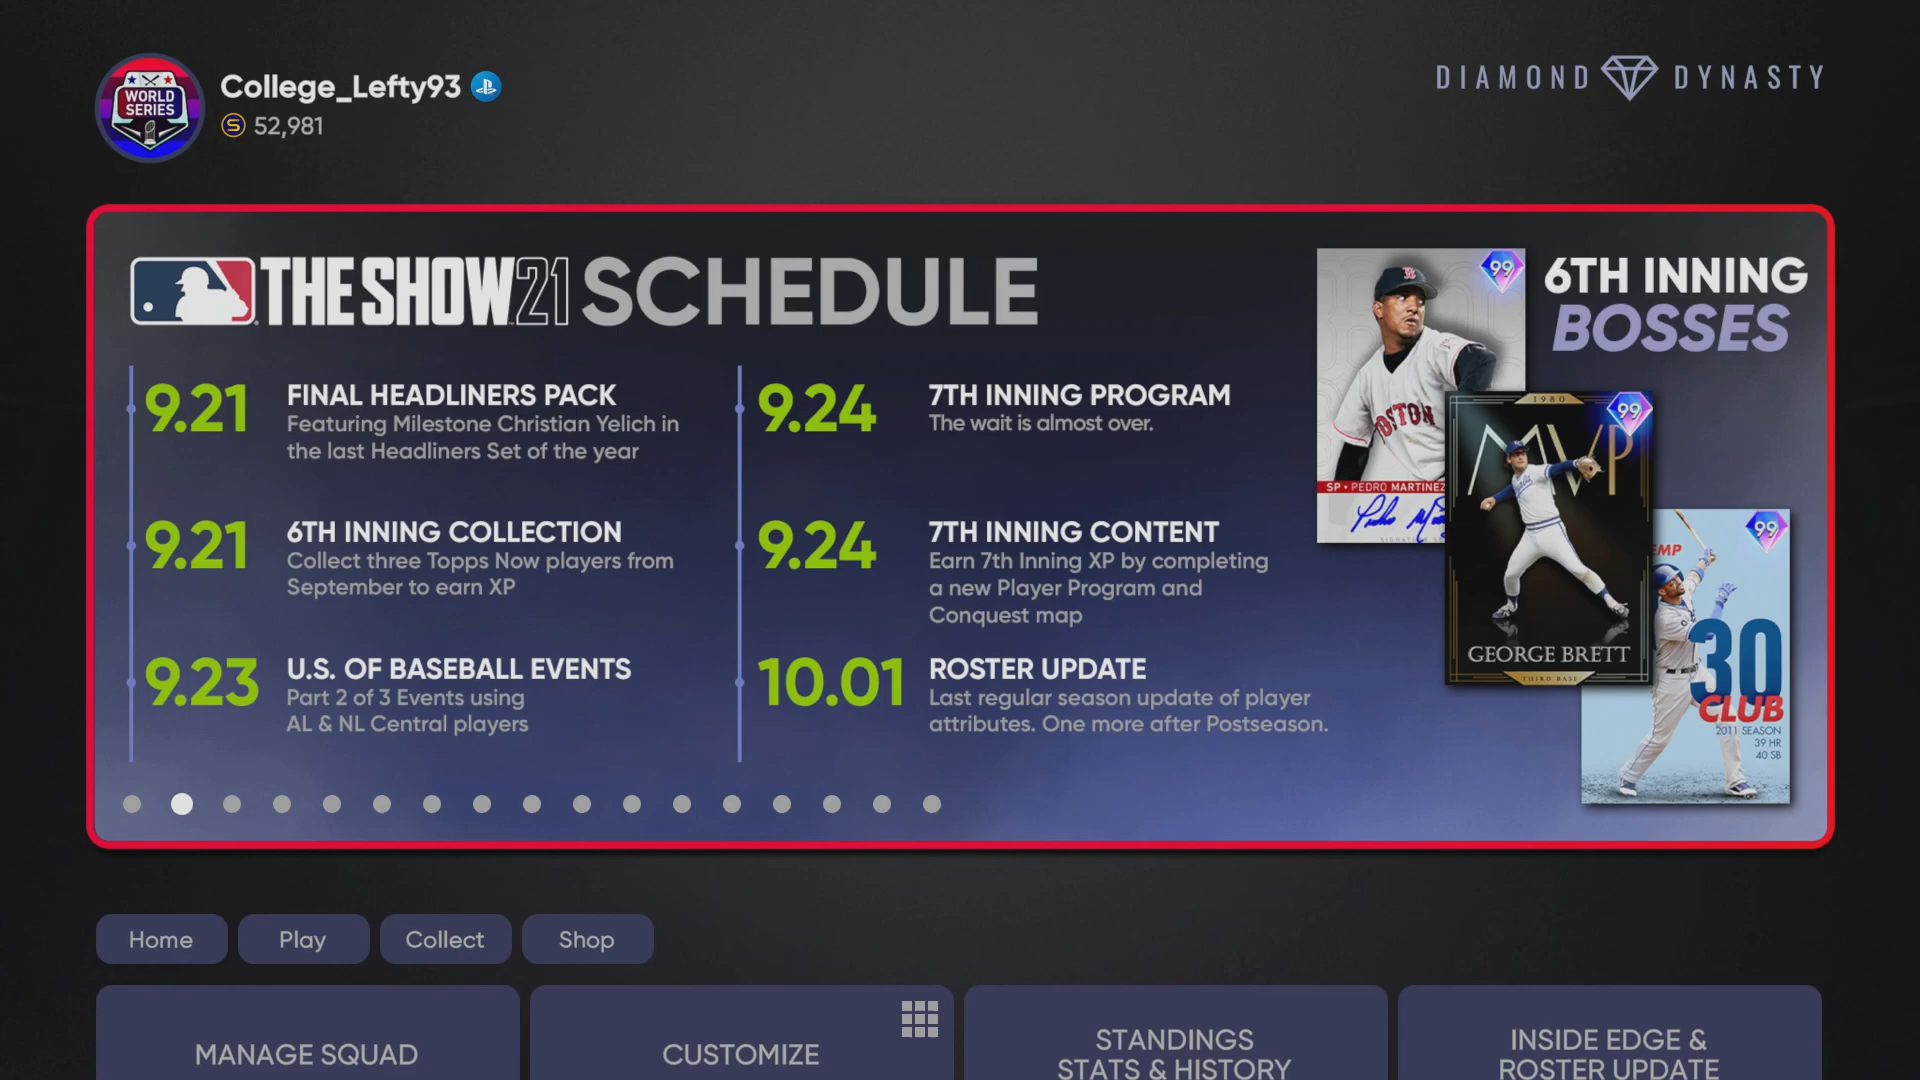 College_Lefty93
52,981
DIAMOND DYNASTY
WORLD
SERIES
THE SHOW 21 SCHEDULE
9.21
FINAL HEADLINERS PACK
Featuring Milestone Christian Yelich in
the last Headliners Set of the year
9.21
6TH INNING COLLECTION
Collect three Topps Now players from
September to earn XP
9.23
U.S. OF BASEBALL EVENTS
Part 2 of 3 Events using
AL & NL Central players
9.24
7TH INNING PROGRAM
The wait is almost over.
9.24
7TH INNING CONTENT
Earn 7th Inning XP by completing
a new Player Program and
Conquest map
10.01
ROSTER UPDATE
Last regular season update of player
attributes. One more after Postseason.
6TH INNING
BOSSES
99
BOSTON
SP • PEDRO MARTINEZ
1980
99
MVP
GEORGE BRETT
THIRD BASE
99
30
CLUB
2011 SEASON
39 HR
40 SB
Home
Play
Collect
Shop
MANAGE SQUAD
CUSTOMIZE
STANDINGS
STATS & HISTORY
INSIDE EDGE &
ROSTER UPDATE